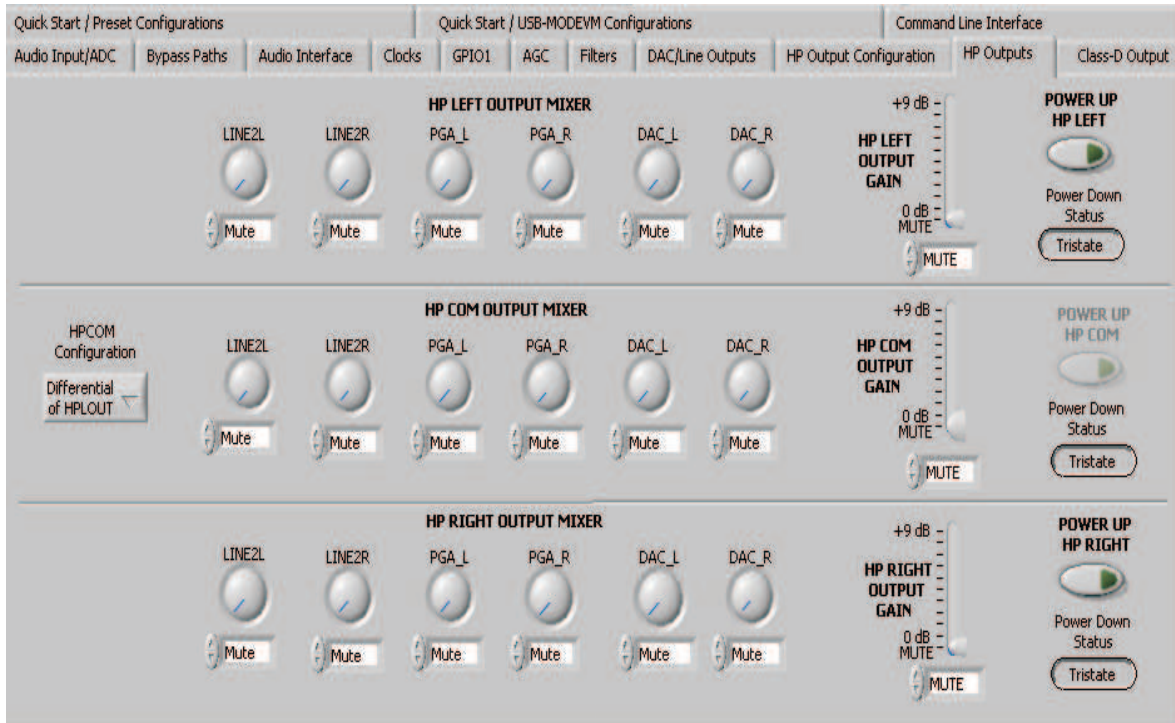 Quick Start / Preset Configurations
Quick Start / USB-MODEVM Configurations
Command Line Interface
Audio Input/ADC
Bypass Paths
Audio Interface
Clocks
GPIO1
AGC
Filters
DAC/Line Outputs
HP Output Configuration
HP Outputs
Class-D Output
HP LEFT OUTPUT MIXER
LINE2L
LINE2R
PGA_L
PGA_R
DAC_L
DAC_R
Mute
Mute
Mute
Mute
Mute
Mute
HP LEFT
OUTPUT
GAIN
+9 dB
0 dB
MUTE
MUTE
POWER UP
HP LEFT
Power Down
Status
Tristate
HPCOM
Configuration
Differential
of HPLOUT
HP COM OUTPUT MIXER
LINE2L
LINE2R
PGA_L
PGA_R
DAC_L
DAC_R
Mute
Mute
Mute
Mute
Mute
Mute
HP COM
OUTPUT
GAIN
+9 dB
0 dB
MUTE
MUTE
POWER UP
HP COM
Power Down
Status
Tristate
HP RIGHT OUTPUT MIXER
LINE2L
LINE2R
PGA_L
PGA_R
DAC_L
DAC_R
Mute
Mute
Mute
Mute
Mute
Mute
HP RIGHT
OUTPUT
GAIN
+9 dB
0 dB
MUTE
MUTE
POWER UP
HP RIGHT
Power Down
Status
Tristate